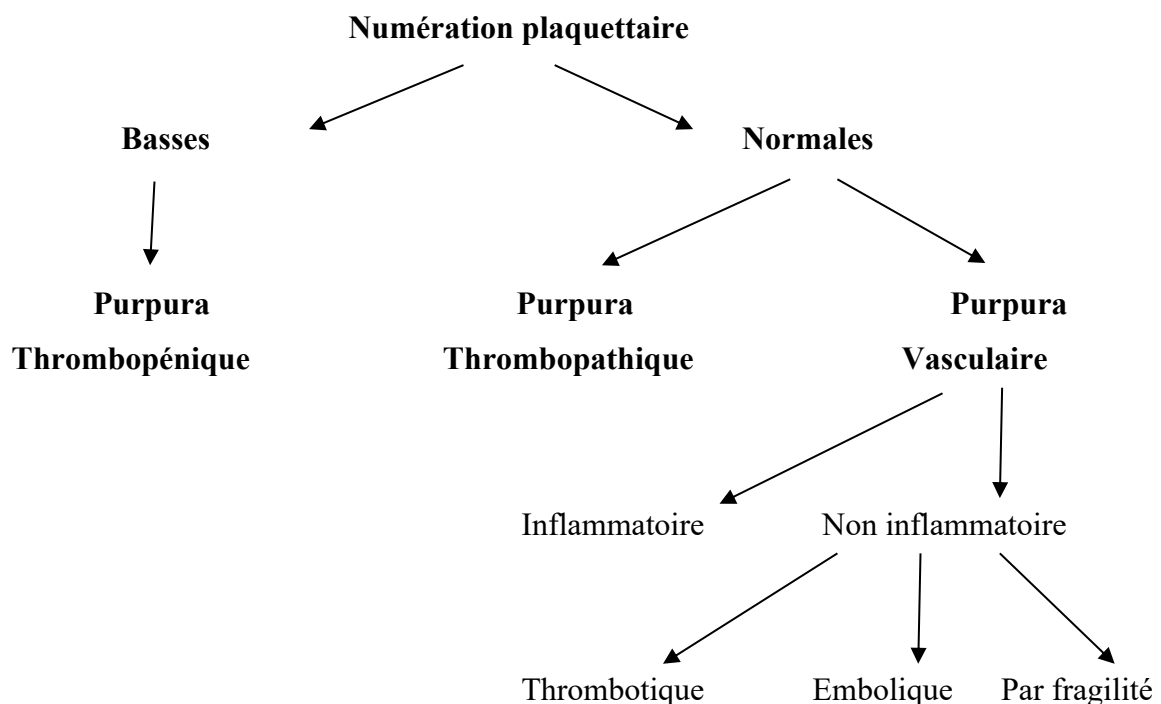 Numération plaquettaire
Basses
Normales
Purpura
Thrombopénique
Purpura
Thrombopathique
Purpura
Vasculaire
Inflammatoire
Non inflammatoire
Thrombotique
Embolique
Par fragilité